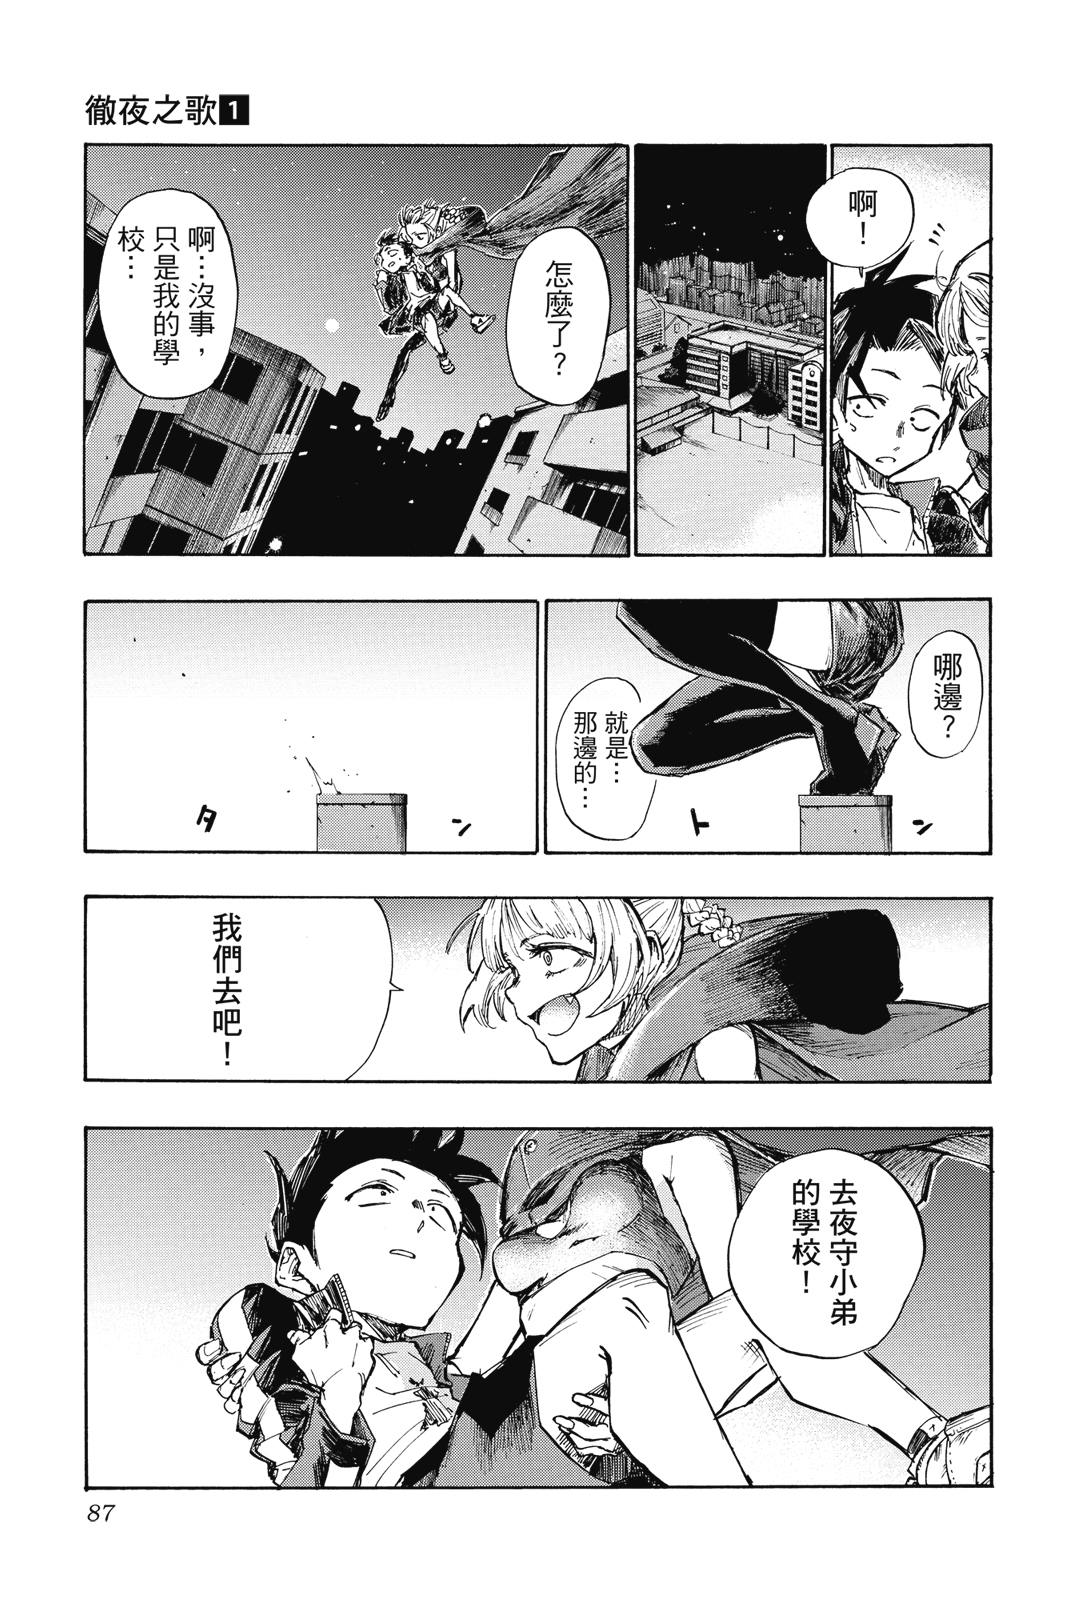 徹夜之歌1
啊！
怎麼了？
啊…沒事，
只是我的學
校…
哪邊？
就是…
那邊的…
トン
タン
我們去吧！
去夜守小弟
的學校！
87